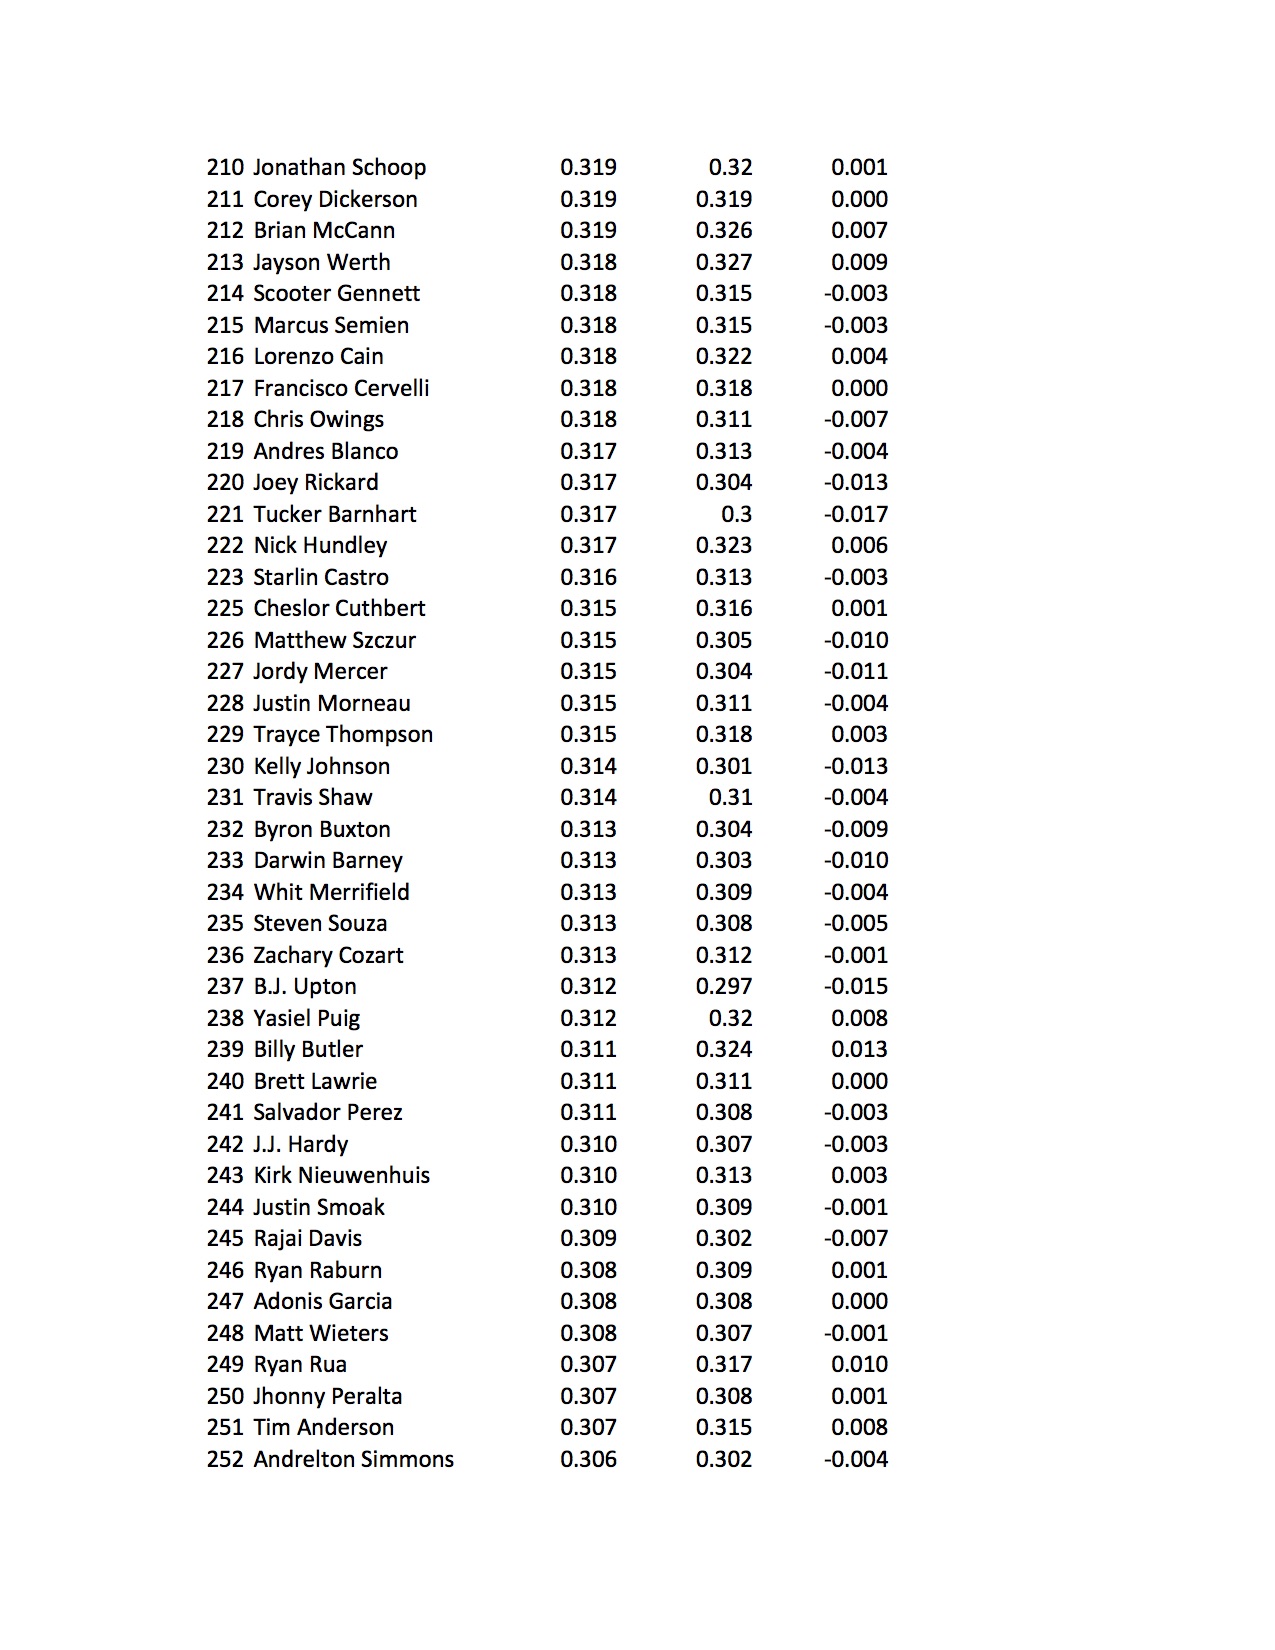 210 Jonathan Schoop 0.319 0.32 0.001
211 Corey Dickerson 0.319 0.319 0.000
212 Brian McCann 0.319 0.326 0.007
213 Jayson Werth 0.318 0.327 0.009
214 Scooter Gennett 0.318 0.315 -0.003
215 Marcus Semien 0.318 0.315 -0.003
216 Lorenzo Cain 0.318 0.322 0.004
217 Francisco Cervelli 0.318 0.318 0.000
218 Chris Owings 0.318 0.311 -0.007
219 Andres Blanco 0.317 0.313 -0.004
220 Joey Rickard 0.317 0.304 -0.013
221 Tucker Barnhart 0.317 0.3 -0.017
222 Nick Hundley 0.317 0.323 0.006
223 Starlin Castro 0.316 0.313 -0.003
225 Cheslor Cuthbert 0.315 0.316 0.001
226 Matthew Szczur 0.315 0.305 -0.010
227 Jordy Mercer 0.315 0.304 -0.011
228 Justin Morneau 0.315 0.311 -0.004
229 Trayce Thompson 0.315 0.318 0.003
230 Kelly Johnson 0.314 0.301 -0.013
231 Travis Shaw 0.314 0.31 -0.004
232 Byron Buxton 0.313 0.304 -0.009
233 Darwin Barney 0.313 0.303 -0.010
234 Whit Merrifield 0.313 0.309 -0.004
235 Steven Souza 0.313 0.308 -0.005
236 Zachary Cozart 0.313 0.312 -0.001
237 B.J. Upton 0.312 0.297 -0.015
238 Yasiel Puig 0.312 0.32 0.008
239 Billy Butler 0.311 0.324 0.013
240 Brett Lawrie 0.311 0.311 0.000
241 Salvador Perez 0.311 0.308 -0.003
242 J.J. Hardy 0.310 0.307 -0.003
243 Kirk Nieuwenhuis 0.310 0.313 0.003
244 Justin Smoak 0.310 0.309 -0.001
245 Rajai Davis 0.309 0.302 -0.007
246 Ryan Raburn 0.308 0.309 0.001
247 Adonis Garcia 0.308 0.308 0.000
248 Matt Wieters 0.308 0.307 -0.001
249 Ryan Rua 0.307 0.317 0.010
250 Jhonny Peralta 0.307 0.308 0.001
251 Tim Anderson 0.307 0.315 0.008
252 Andrelton Simmons 0.306 0.302 -0.004